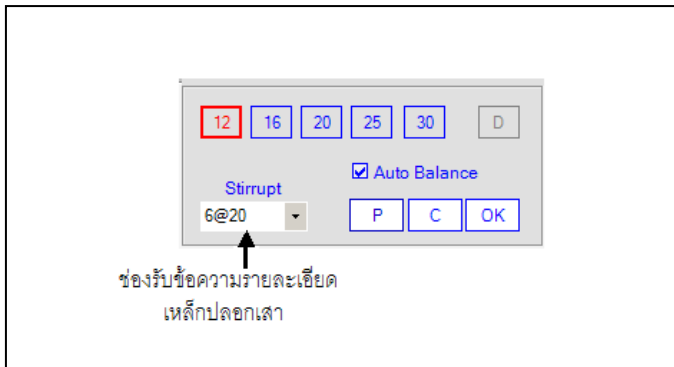 12 16 20 25 30 D
Auto Balance
Stirrupt
6@20 P C OK
ช่องรับข้อความรายละเอียด
เหล็กปลอกเสา